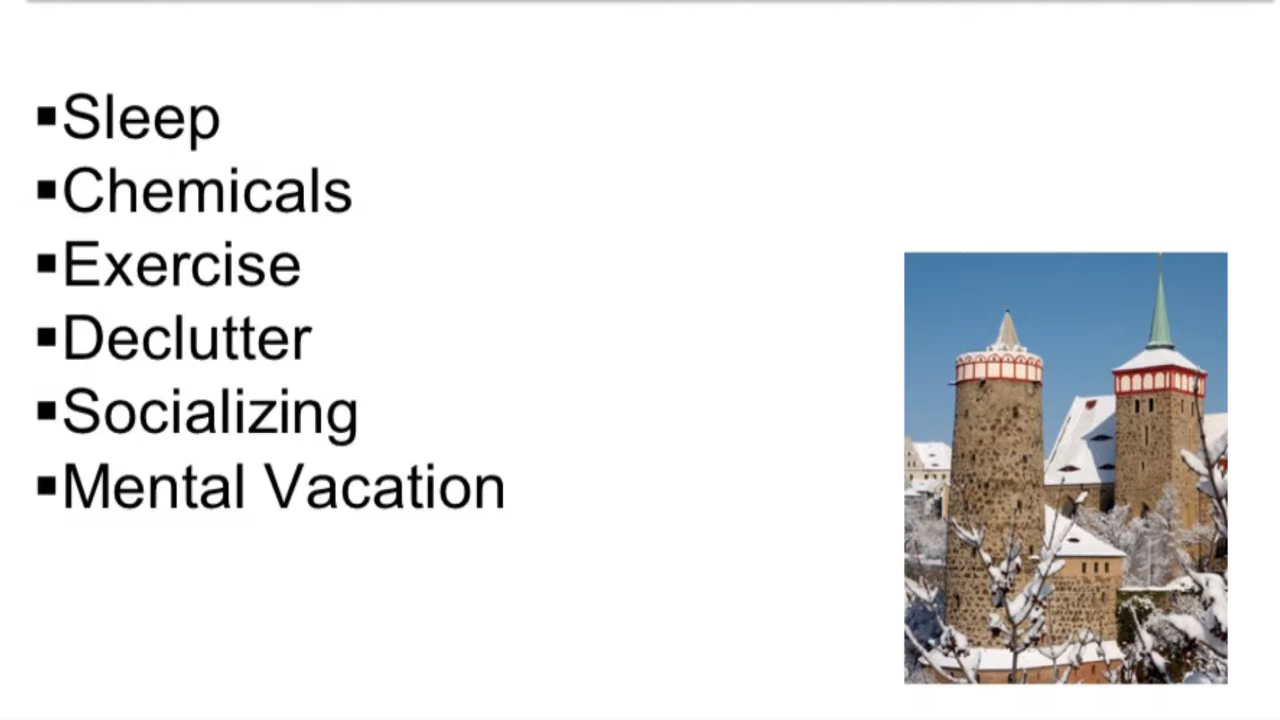 ▪Sleep
▪Chemicals
▪Exercise
▪Declutter
▪Socializing
▪Mental Vacation